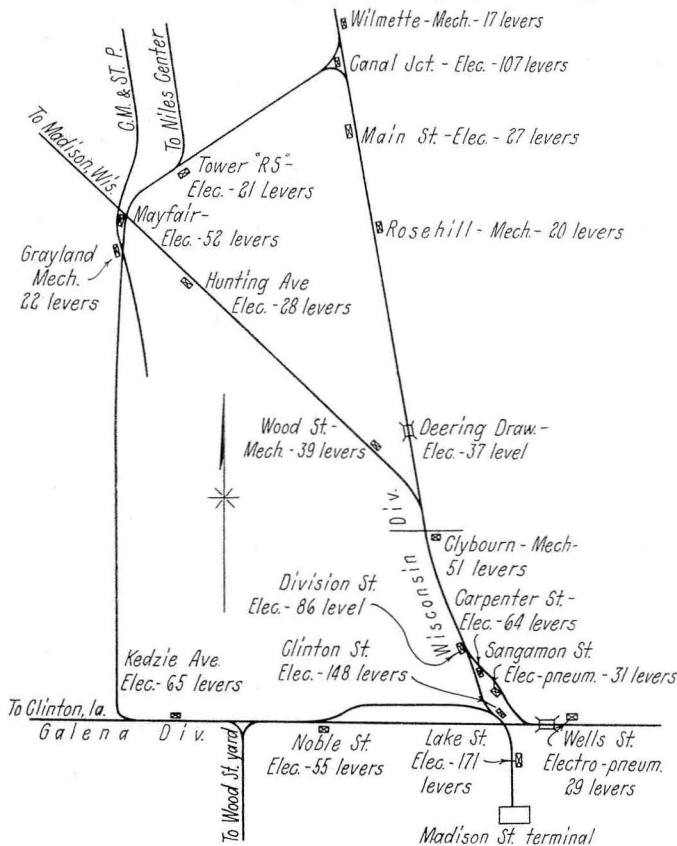 Wilmette-Mech.-17 levers
Canal Jct. - Elec. -107 levers
Main St. -Elec. - 27 levers
Rosehill - Mech.- 20 levers
G.M. & ST. P.
To Niles Center
To Madison, Wis.
Tower "RS"-
Elec. -21 Levers
Mayfair-
Elec.-52 levers
Grayland
Mech.
22 levers
Hunting Ave
Elec. -28 levers
Wood St.-
Mech.-39 levers
Deering Draw.-
Elec.-37 level
Wisconsin Div.
Clybourn - Mech-
51 levers
Division St.
Elec.- 86 level
Carpenter St.-
Elec.-64 levers
Clinton St.
Elec.-148 levers
Sangamon St.
Elec-pneum.-31 levers
Kedzie Ave.
Elec.-65 levers
To Clinton, Ia.
Galena Div.
To Wood St. yard
Noble St.
Elec.-55 levers
Lake St.
Elec.-171
levers
Wells St.
Electro-pneum.
29 levers
Madison St. terminal